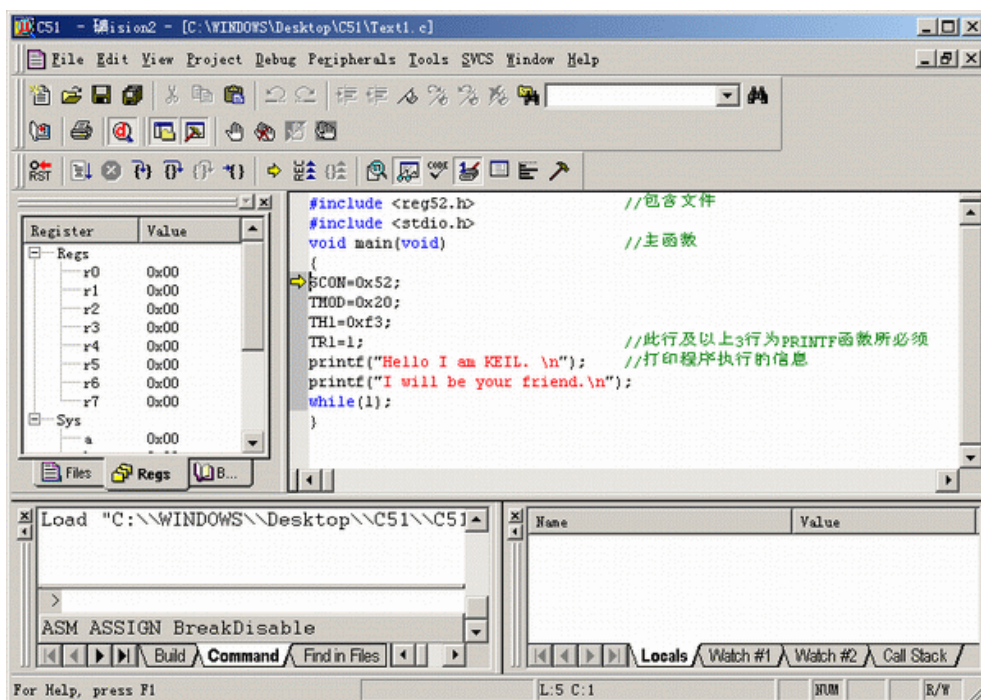 C51 - 礦ision2 - [C:\WINDOWS\Desktop\C51\Text1.c]
File Edit View Project Debug Peripherals Tools SVCS Window Help
RST
REC
CODE
#include <reg52.h> //包含文件
#include <stdio.h>
void main(void) //主函数
{
SCON=0x52;
TMOD=0x20;
TH1=0xf3;
TR1=1; //此行及以上3行为PRINTF函数所必须
printf("Hello I am KEIL. \n"); //打印程序执行的信息
printf("I will be your friend.\n");
while(1);
}
Register Value
Regs
r0 0x00
r1 0x00
r2 0x00
r3 0x00
r4 0x00
r5 0x00
r6 0x00
r7 0x00
Sys
a 0x00
Files Regs B...
Load "C:\\WINDOWS\\Desktop\\C51\\C51
>
ASM ASSIGN BreakDisable
Build Command Find in Files
Name Value
Locals Watch #1 Watch #2 Call Stack
For Help, press F1 L:5 C:1 NUM R/W